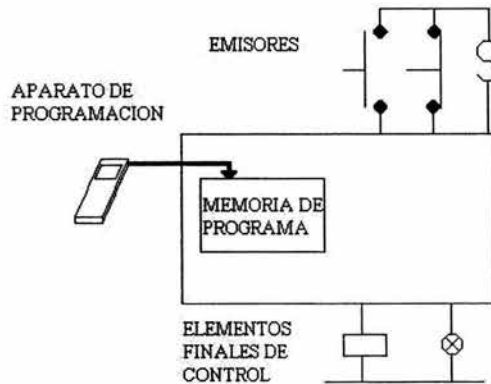 EMISORES
APARATO DE
PROGRAMACION
MEMORIA DE
PROGRAMA
ELEMENTOS
FINALES DE
CONTROL